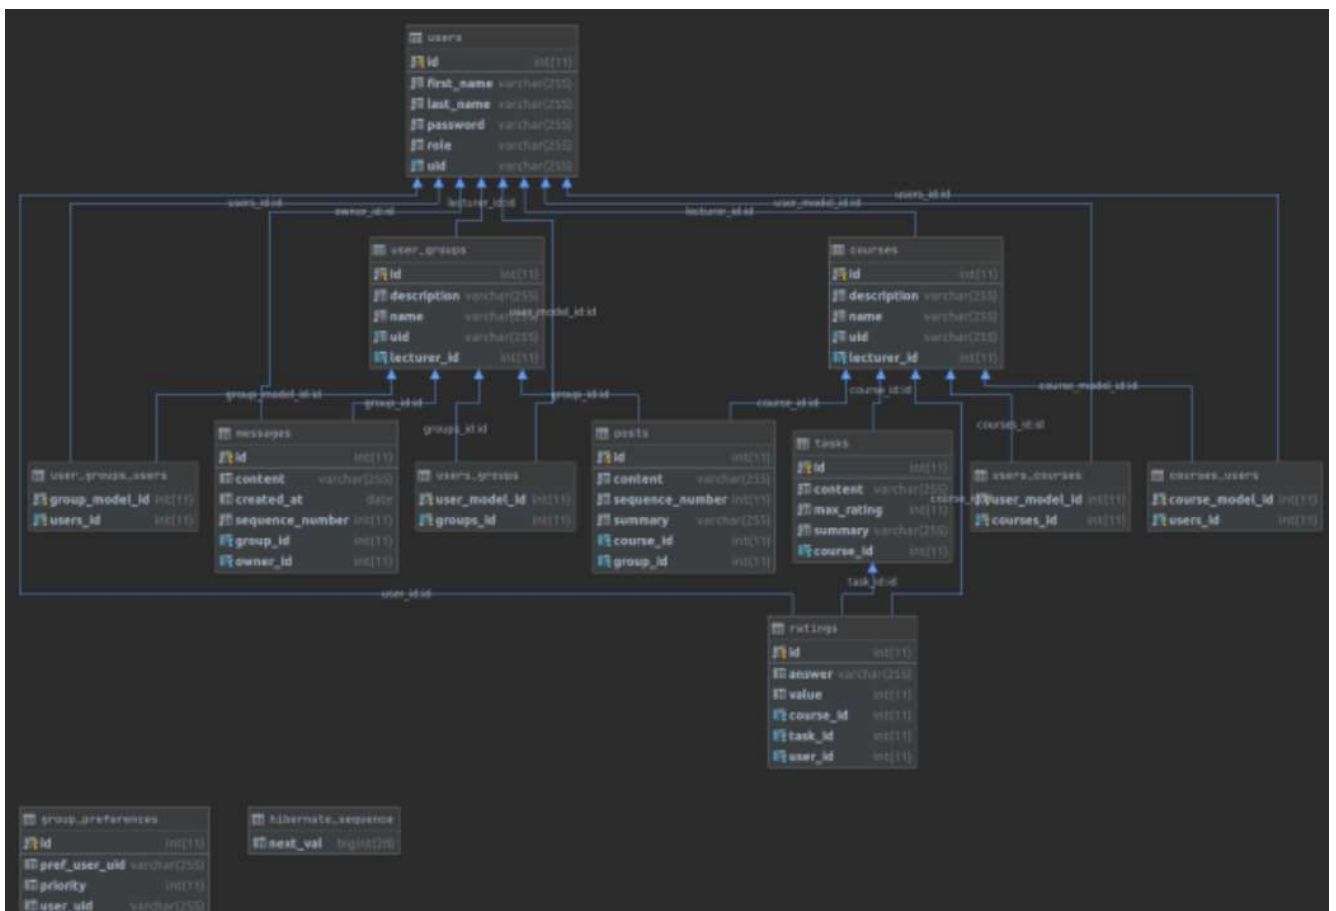 users
id int(11)
first_name varchar(255)
last_name varchar(255)
password varchar(255)
role varchar(255)
uid varchar(255)
users_id:id
users_id:id
owner_id:id
lecturer_id:id
user_model_id:id
lecturer_id:id
user_groups
id int(11)
description varchar(255)
name varchar(255)
uid varchar(255)
lecturer_id int(11)
user_model_id:id
courses
id int(11)
description varchar(255)
name varchar(255)
uid varchar(255)
lecturer_id int(11)
group_model_id:id
group_id:id
groups_id:id
group_id:id
course_id:id
course_id:id
courses_id:id
course_model_id:id
user_groups_users
group_model_id int(11)
users_id int(11)
messages
id int(11)
content varchar(255)
created_at date
sequence_number int(11)
group_id int(11)
owner_id int(11)
users_groups
user_model_id int(11)
groups_id int(11)
posts
id int(11)
content varchar(255)
sequence_number int(11)
summary varchar(255)
course_id int(11)
group_id int(11)
tasks
id int(11)
content varchar(255)
max_rating int(11)
summary varchar(255)
course_id int(11)
users_courses
user_model_id int(11)
courses_id int(11)
courses_users
course_model_id int(11)
users_id int(11)
user_id:id
task_id:id
ratings
id int(11)
answer varchar(255)
value int(11)
course_id int(11)
task_id int(11)
user_id int(11)
group_preferences
id int(11)
pref_user_uid varchar(255)
priority int(11)
user_uid varchar(255)
hibernate_sequence
next_val bigint(20)